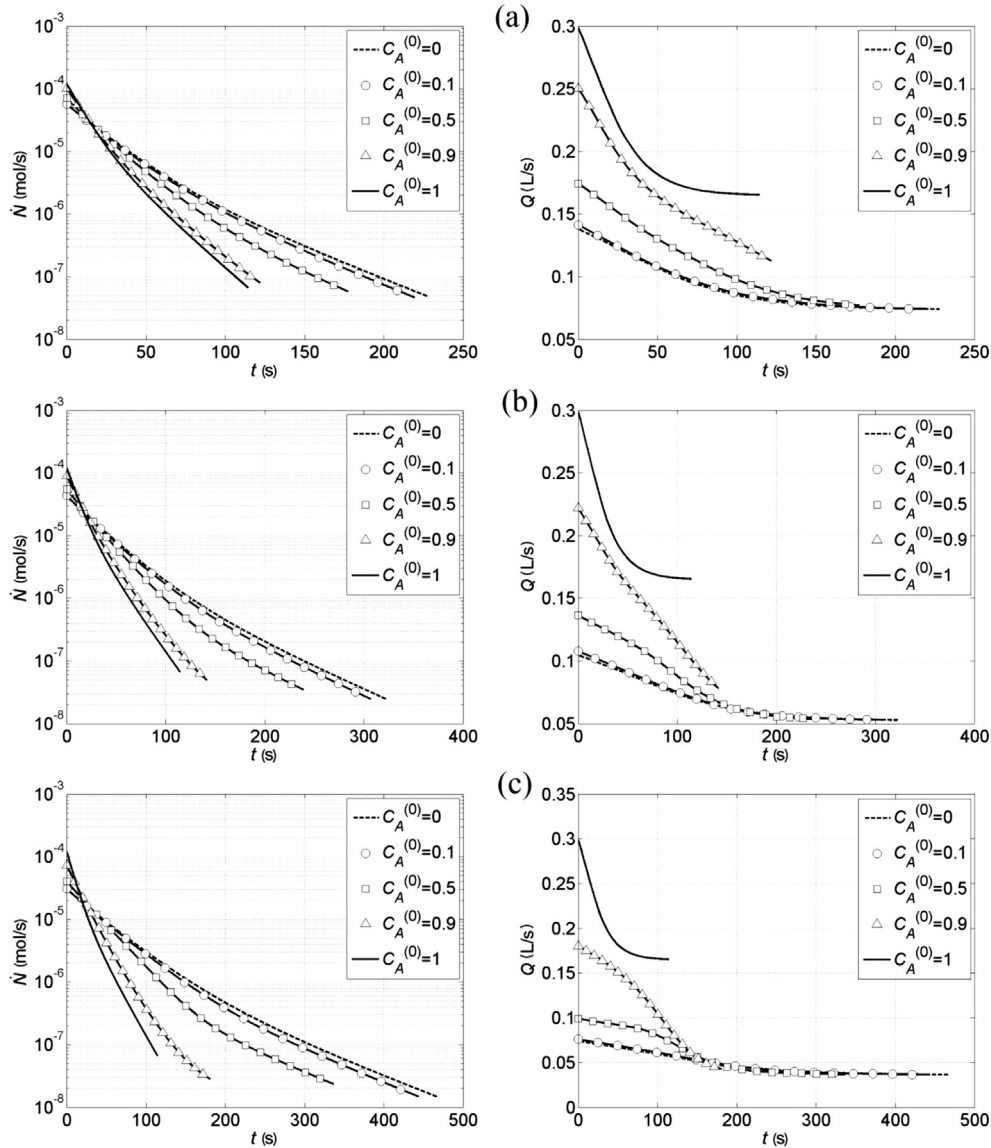 (a)
10^-3
10^-4
10^-5
10^-6
10^-7
10^-8
Ṅ (mol/s)
0 50 100 150 200 250
t (s)
C_A^(0)=0
C_A^(0)=0.1
C_A^(0)=0.5
C_A^(0)=0.9
C_A^(0)=1
0.3
0.25
0.2
0.15
0.1
0.05
Q (L/s)
0 50 100 150 200 250
t (s)
C_A^(0)=0
C_A^(0)=0.1
C_A^(0)=0.5
C_A^(0)=0.9
C_A^(0)=1
(b)
10^-3
10^-4
10^-5
10^-6
10^-7
10^-8
Ṅ (mol/s)
0 100 200 300 400
t (s)
C_A^(0)=0
C_A^(0)=0.1
C_A^(0)=0.5
C_A^(0)=0.9
C_A^(0)=1
0.3
0.25
0.2
0.15
0.1
0.05
Q (L/s)
0 100 200 300 400
t (s)
C_A^(0)=0
C_A^(0)=0.1
C_A^(0)=0.5
C_A^(0)=0.9
C_A^(0)=1
(c)
10^-3
10^-4
10^-5
10^-6
10^-7
10^-8
Ṅ (mol/s)
0 100 200 300 400 500
t (s)
C_A^(0)=0
C_A^(0)=0.1
C_A^(0)=0.5
C_A^(0)=0.9
C_A^(0)=1
0.35
0.3
0.25
0.2
0.15
0.1
0.05
0
Q (L/s)
0 100 200 300 400 500
t (s)
C_A^(0)=0
C_A^(0)=0.1
C_A^(0)=0.5
C_A^(0)=0.9
C_A^(0)=1